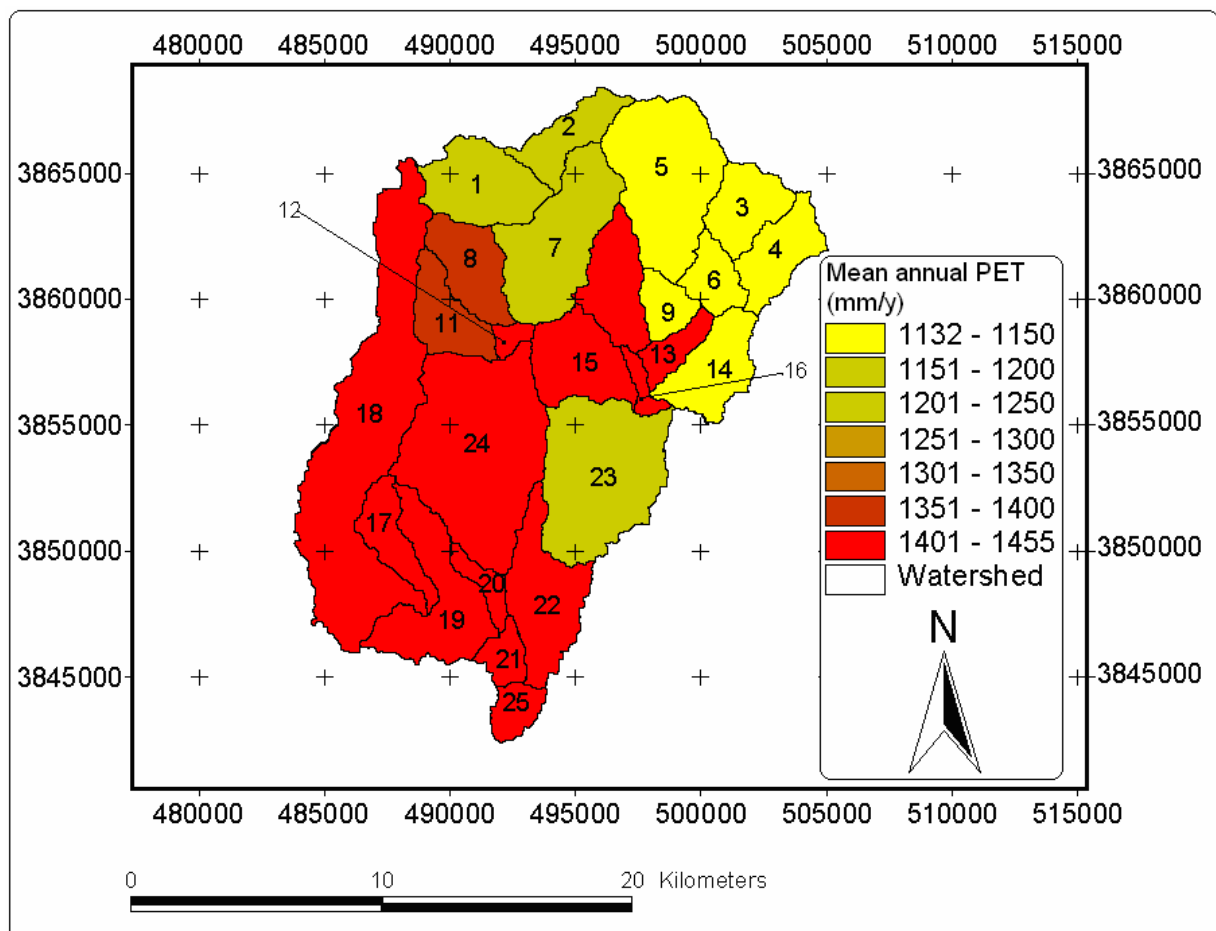 480000 485000 490000 495000 500000 505000 510000 515000
2
3865000 3865000
5
1
3
12
7
4
8
6
Mean annual PET
(mm/y)
3860000
9
11
1132 - 1150
13
15
14
16
1151 - 1200
18
1201 - 1250
3855000 3855000
24
1251 - 1300
23
1301 - 1350
17
1351 - 1400
3850000 3850000
1401 - 1455
20
Watershed
22
19
N
21
3845000 3845000
25
480000 485000 490000 495000 500000 505000 510000 515000
0 10 20 Kilometers
3860000